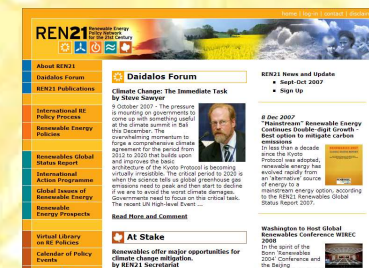 home | log-in | contact | disclaimer
REN21
Renewable Energy
Policy Network
for the 21st Century
About REN21
Daidalos Forum
REN21 Publications
International RE
Policy Process
Renewable Energy
Policies
Renewables Global
Status Report
International
Action Programme
Global Issues of
Renewable Energy
Renewable
Energy Prospects
Virtual Library
on RE Policies
Calendar of Policy
Events
Daidalos Forum
Climate Change: The Immediate Task
by Steve Sawyer
9 October 2007 - The pressure
is mounting on governments to
come up with something useful
at the climate summit in Bali
this December. The
overwhelming momentum to
forge a comprehensive climate
agreement for the period from
2012 to 2020 that builds upon
and improves the basic
architecture of the Kyoto Protocol is becoming
virtually irresistible. The critical period to 2020 is
when the science tells us global greenhouse gas
emissions need to peak and then start to decline
if we are to avoid the worst climate damages.
Governments need to focus on this critical task.
The recent UN High-level Event ...
Read More and Comment
At Stake
Renewables offer major opportunities for
climate change mitigation,
by REN21 Secretariat
REN21 News and Update
Sept-Oct 2007
Sign Up
8 Dec 2007
"Mainstream" Renewable Energy
Continues Double-digit Growth -
Best option to mitigate carbon
emissions
In less than a decade
since the Kyoto
Protocol was adopted,
renewable energy has
evolved rapidly from
an 'alternative' source
of energy to a
mainstream energy option, according
to the REN21 Renewables Global
Status Report 2007.
Washington to Host Global
Renewables Conference WIREC
2008
In the spirit of the
Bonn 'Renewables
2004' Conference and
the Beijing